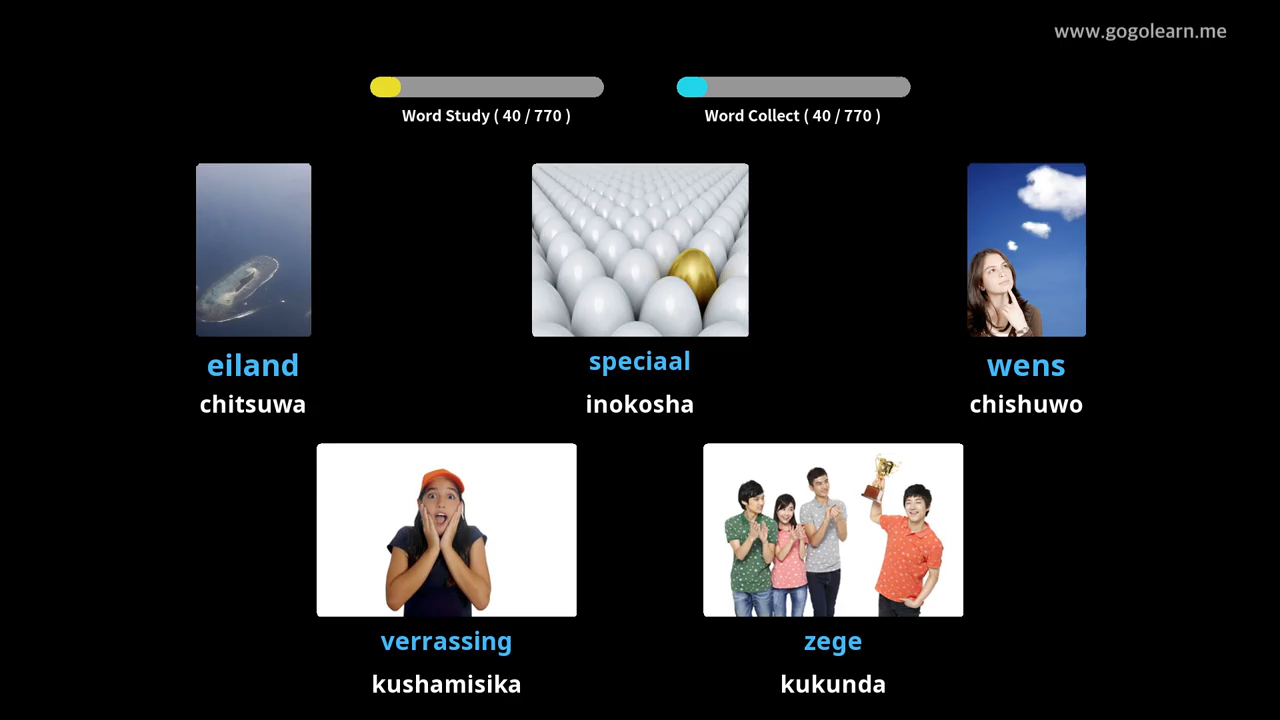 www.gogolearn.me
Word Study ( 40 / 770 )
Word Collect ( 40 / 770 )
eiland
chitsuwa
speciaal
inokosha
wens
chishuwo
verrassing
kushamisika
zege
kukunda